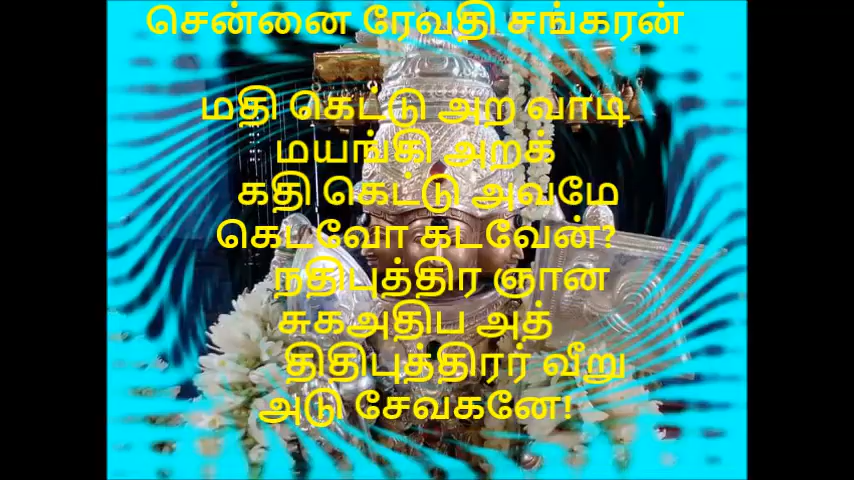 சென்னை ரேவதி சங்கரன்
மதி கெட்டு அற வாடி
மயங்கி அறக்
கதி கெட்டு அவமே
கெடவோ கடவேன்?
நதிபுத்திர ஞான
சுகஅதிப அத்
திதிபுத்திரர் வீறு
அடு சேவகனே!